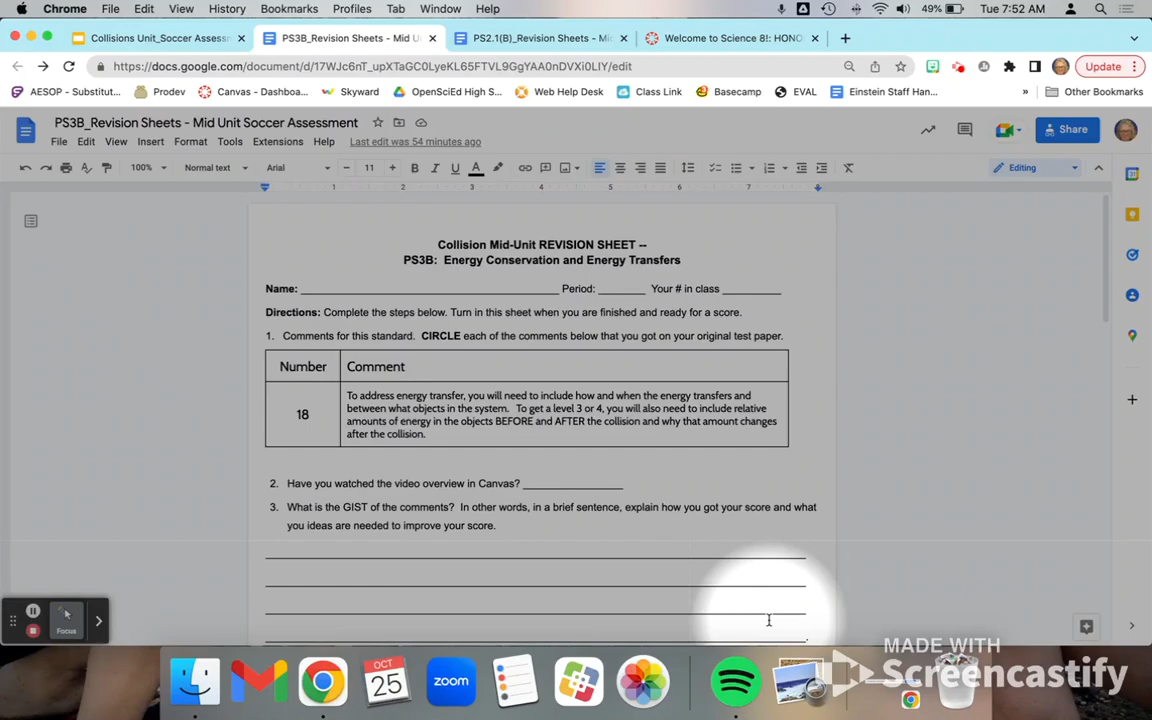 Chrome File Edit View History Bookmarks Profiles Tab Window Help 49% Tue 7:52 AM
Collisions Unit_Soccer Assessm
PS3B_Revision Sheets - Mid U
PS2.1(B)_Revision Sheets - Mi
Welcome to Science 8!: HONO
https://docs.google.com/document/d/17WJc6nT_upXTaGC0LyeKL65FTVL9GgYAA0nDVXi0LIY/edit
Update
AESOP - Substitut... Prodev Canvas - Dashboa... Skyward OpenSciEd High S... Web Help Desk Class Link Basecamp EVAL Einstein Staff Han... » Other Bookmarks
PS3B_Revision Sheets - Mid Unit Soccer Assessment
Share
File Edit View Insert Format Tools Extensions Help Last edit was 54 minutes ago
100% Normal text Arial 11 Editing
1 2 3 4 5 6 7
Collision Mid-Unit REVISION SHEET --
PS3B: Energy Conservation and Energy Transfers
Name: Period: Your # in class
Directions: Complete the steps below. Turn in this sheet when you are finished and ready for a score.
1. Comments for this standard. CIRCLE each of the comments below that you got on your original test paper.
Number Comment
18
To address energy transfer, you will need to include how and when the energy transfers and
between what objects in the system. To get a level 3 or 4, you will also need to include relative
amounts of energy in the objects BEFORE and AFTER the collision and why that amount changes
after the collision.
2. Have you watched the video overview in Canvas?
3. What is the GIST of the comments? In other words, in a brief sentence, explain how you got your score and what
you ideas are needed to improve your score.
Focus
OCT
25
zoom
MADE WITH
Screencastify